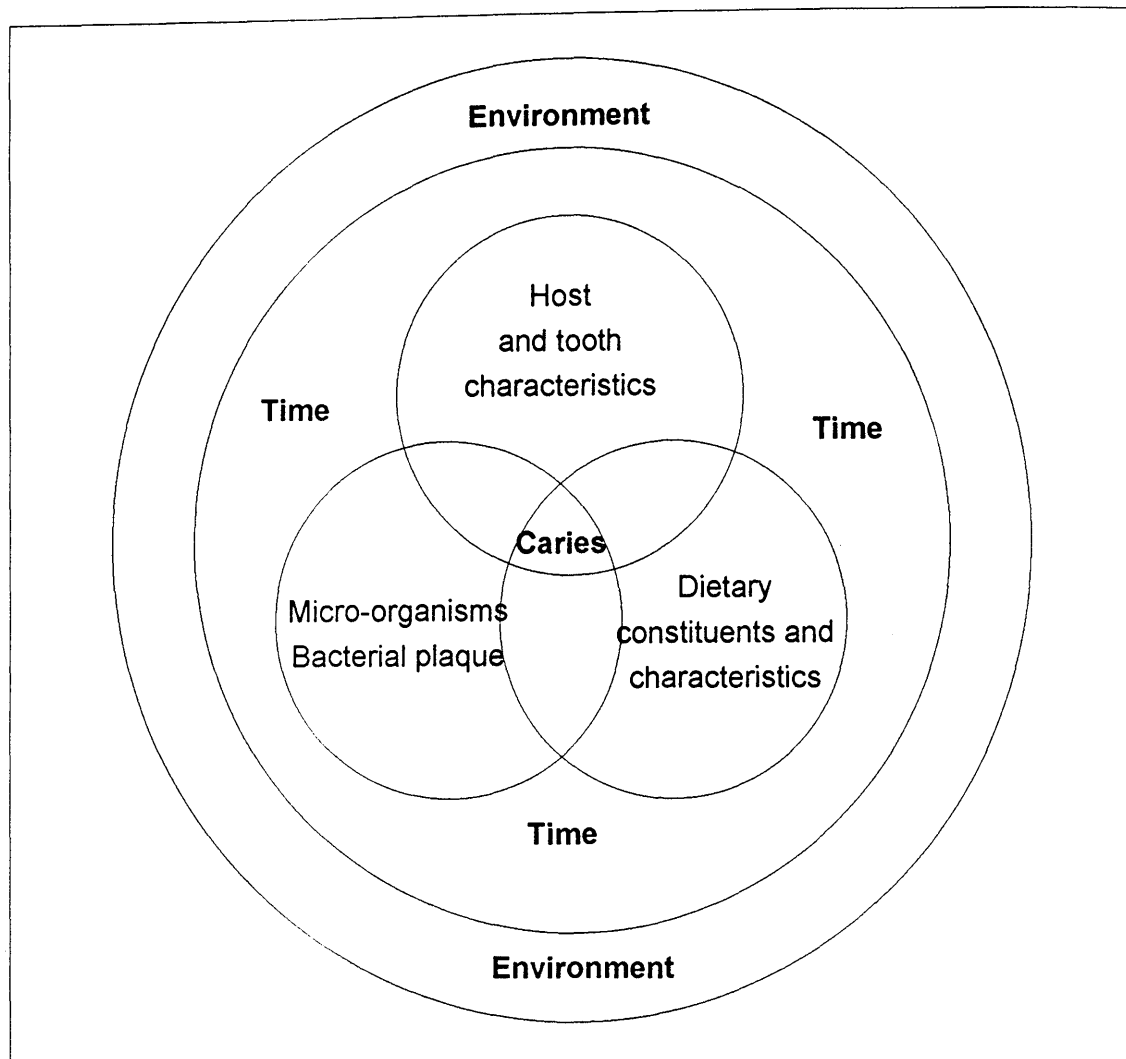 Environment
Host
and tooth
characteristics
Time
Time
Caries
Micro-organisms
Bacterial plaque
Dietary
constituents and
characteristics
Time
Environment